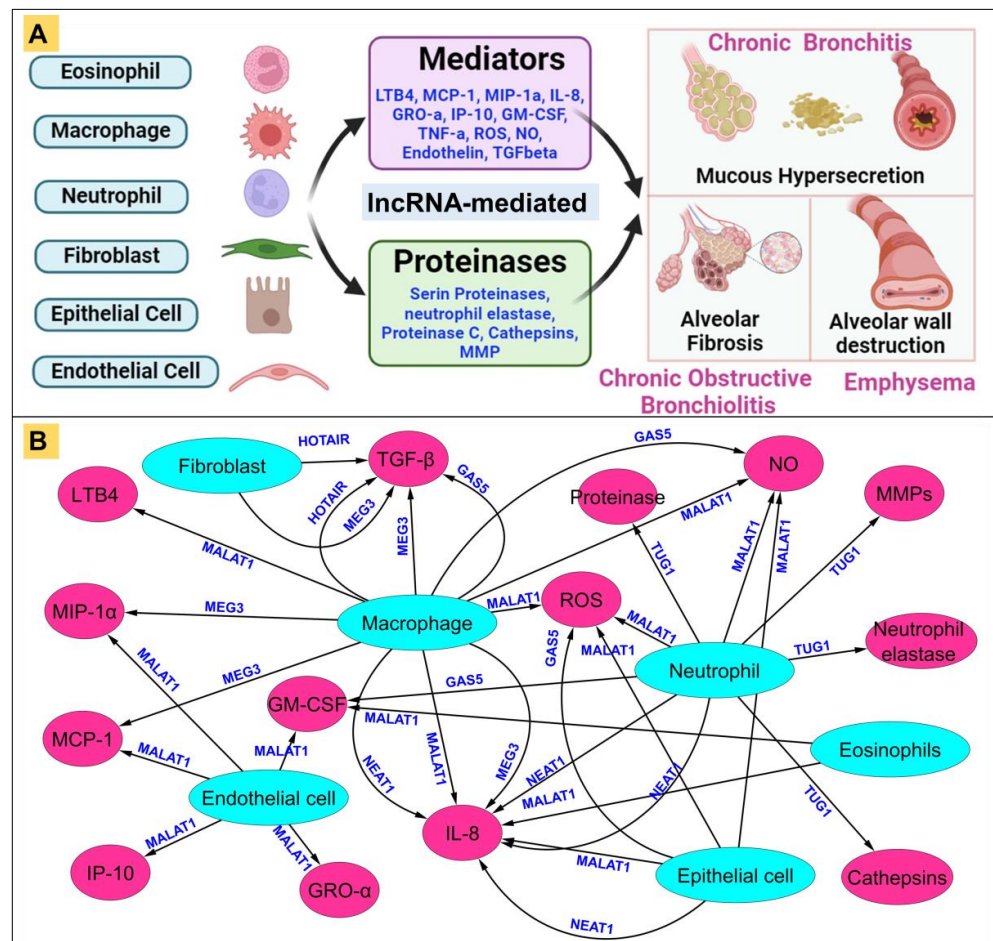 A
Eosinophil
Macrophage
Neutrophil
Fibroblast
Epithelial Cell
Endothelial Cell
Mediators
LTB4, MCP-1, MIP-1a, IL-8,
GRO-a, IP-10, GM-CSF,
TNF-a, ROS, NO,
Endothelin, TGFbeta
lncRNA-mediated
Proteinases
Serin Proteinases,
neutrophil elastase,
Proteinase C, Cathepsins,
MMP
Chronic Bronchitis
Mucous Hypersecretion
Alveolar
Fibrosis
Alveolar wall
destruction
Chronic Obstructive
Bronchiolitis
Emphysema
B
HOTAIR
GAS5
Fibroblast
TGF-β
NO
LTB4
HOTAIR
MEG3
GAS5
Proteinase
MMPs
MALAT1
MEG3
MALAT1
MALAT1
MALAT1
TUG1
TUG1
MIP-1α
MEG3
Macrophage
MALAT1
ROS
MALAT1
Neutrophil
elastase
GAS5
MALAT1
Neutrophil
TUG1
MALAT1
MEG3
GM-CSF
GAS5
MALAT1
MCP-1
MALAT1
MALAT1
MALAT1
MEG3
Eosinophils
NEAT1
NEAT1
NEAT1
Endothelial cell
MALAT1
TUG1
IL-8
MALAT1
MALAT1
MALAT1
IP-10
GRO-α
Epithelial cell
Cathepsins
NEAT1